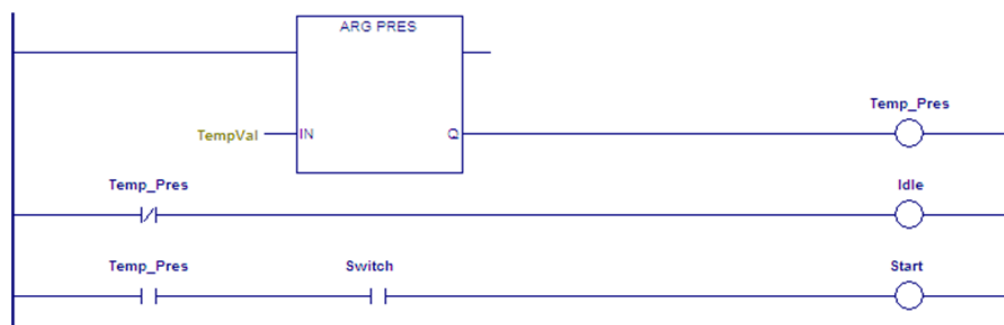 ARG PRES
Temp_Pres
TempVal IN Q
Temp_Pres Idle
Temp_Pres Switch Start